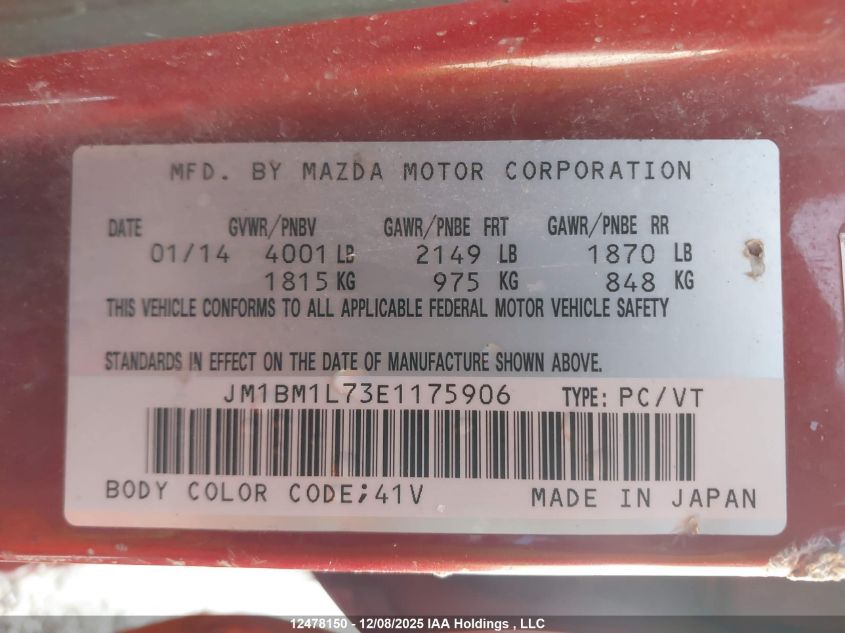 MFD. BY MAZDA MOTOR CORPORATION
DATE GVWR/PNBV GAWR/PNBE FRT GAWR/PNBE RR
01/14 4001 LB 2149 LB 1870 LB
1815 KG 975 KG 848 KG
THIS VEHICLE CONFORMS TO ALL APPLICABLE FEDERAL MOTOR VEHICLE SAFETY
STANDARDS IN EFFECT ON THE DATE OF MANUFACTURE SHOWN ABOVE.
JM1BM1L73E1175906 TYPE: PC/VT
BODY COLOR CODE;41V MADE IN JAPAN
12478150 - 12/08/2025 IAA Holdings , LLC